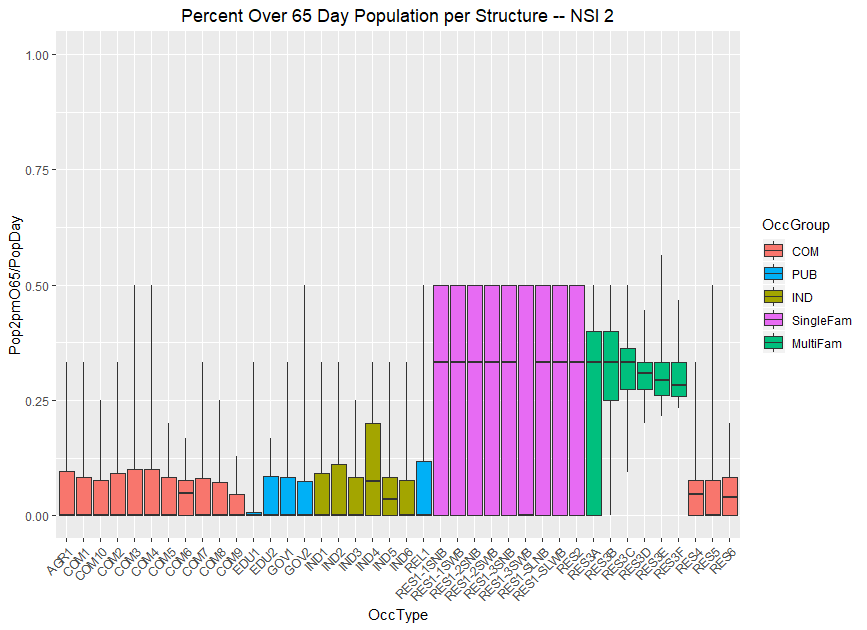 Percent Over 65 Day Population per Structure -- NSI 2
Pop2pmO65/PopDay
1.00
0.75
0.50
0.25
0.00
AGR1
COM1
COM10
COM2
COM3
COM4
COM5
COM6
COM7
COM8
COM9
EDU1
EDU2
GOV1
GOV2
IND1
IND2
IND3
IND4
IND5
IND6
REL1
RES1-1SNB
RES1-1SWB
RES1-2SNB
RES1-2SWB
RES1-3SNB
RES1-3SWB
RES1-SLNB
RES1-SLWB
RES2
RES3A
RES3B
RES3C
RES3D
RES3E
RES3F
RES4
RES5
RES6
OccType
OccGroup
COM
PUB
IND
SingleFam
MultiFam